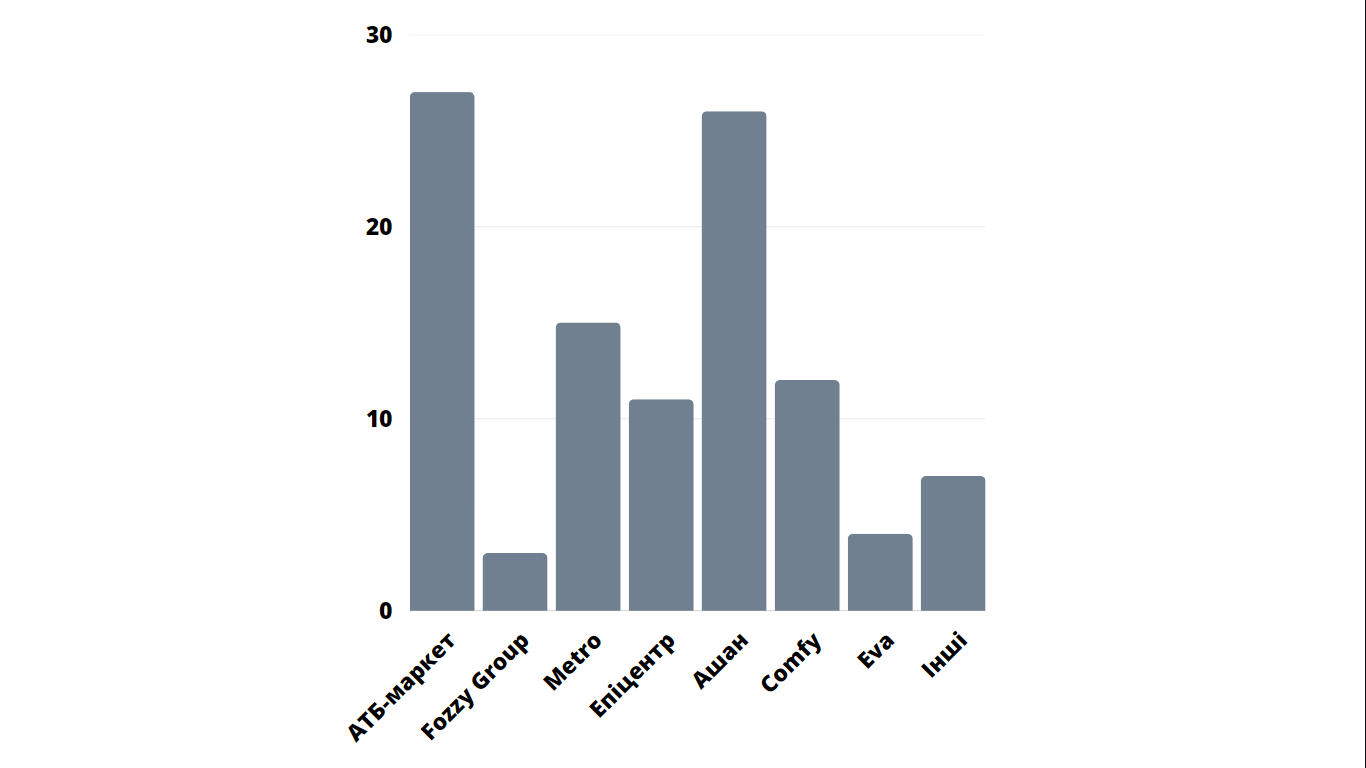 30
20
10
0
АТБ-маркет
Fozzy Group
Metro
Епіцентр
Ашан
Comfy
Eva
Інші